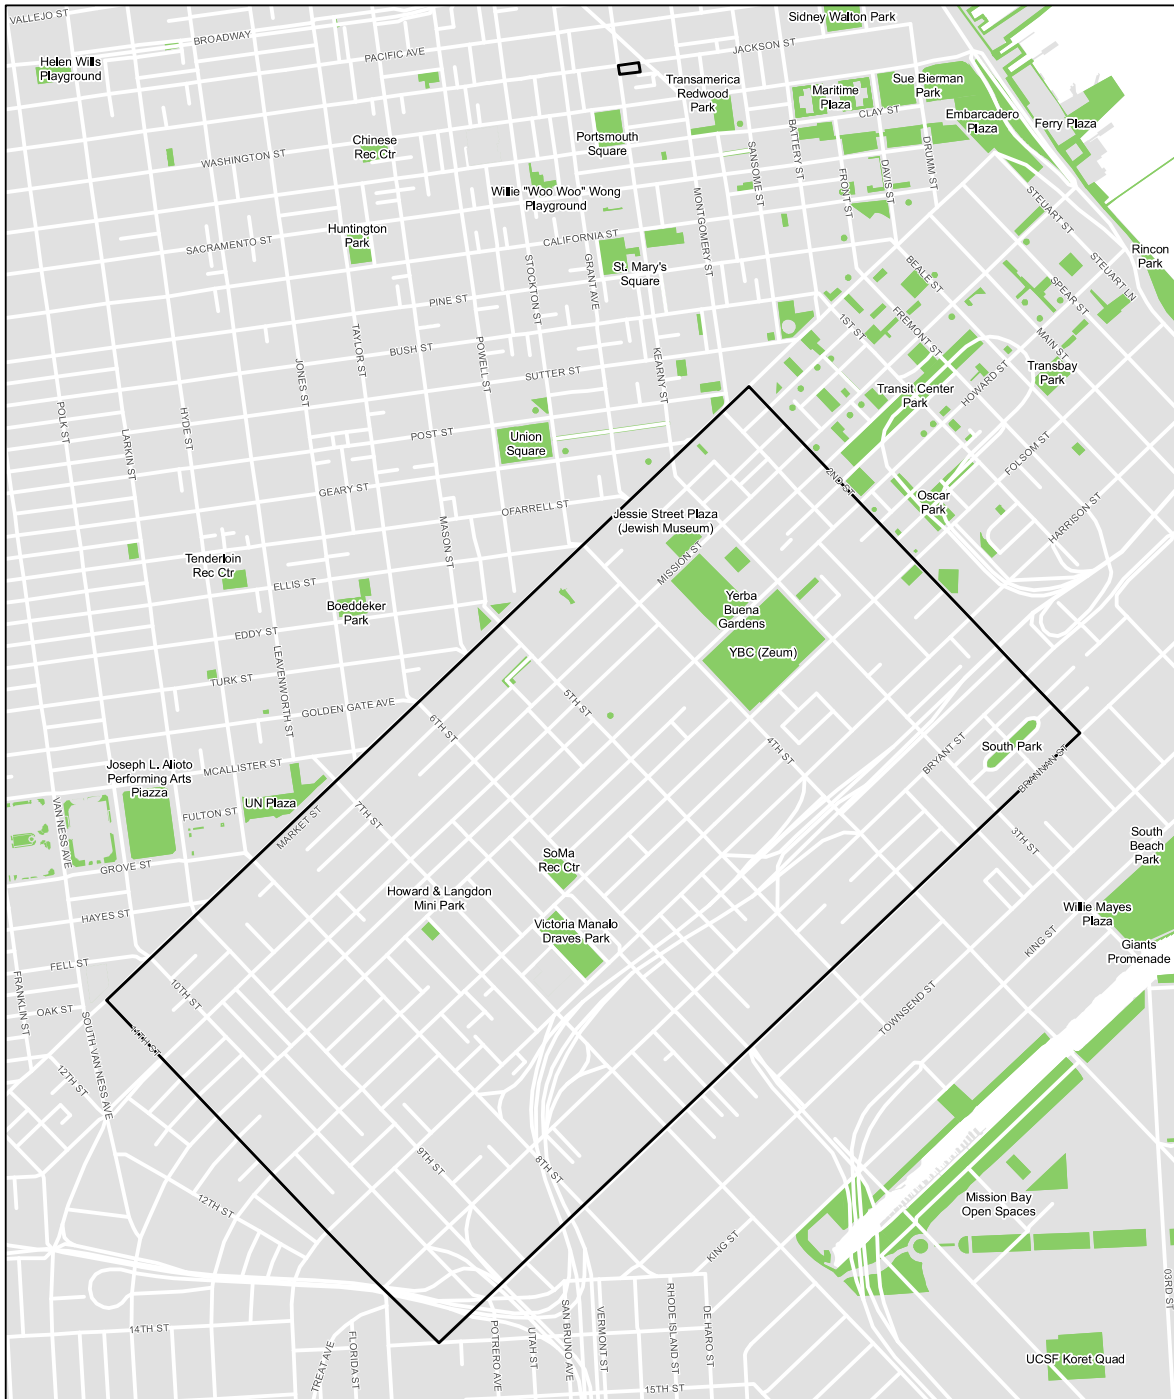 VALLEJO ST
BROADWAY
PACIFIC AVE
JACKSON ST
Sidney Walton Park
Helen Wills
Playground
Transamerica
Redwood
Park
Maritime
Plaza
Sue Bierman
Park
CLAY ST
Embarcadero
Plaza
Ferry Plaza
Chinese
Rec Ctr
Portsmouth
Square
WASHINGTON ST
SANSOME ST
BATTERY ST
FRONT ST
DAVIS ST
DRUMM ST
Willie "Woo Woo" Wong
Playground
MONTGOMERY ST
STEUART ST
SACRAMENTO ST
Huntington
Park
CALIFORNIA ST
STOCKTON ST
GRANT AVE
St. Mary's
Square
Rincon
Park
STEUART LN
BEALE ST
SPEAR ST
PINE ST
1ST ST
FREMONT ST
MAIN ST
TAYLOR ST
BUSH ST
POWELL ST
KEARNY ST
JONES ST
SUTTER ST
Transbay
Park
Transit Center
Park
HOWARD ST
POLK ST
HYDE ST
LARKIN ST
POST ST
Union
Square
FOLSOM ST
GEARY ST
2ND ST
Oscar
Park
HARRISON ST
OFARRELL ST
Jessie Street Plaza
(Jewish Museum)
MASON ST
MISSION ST
Tenderloin
Rec Ctr
ELLIS ST
Boeddeker
Park
Yerba
Buena
Gardens
EDDY ST
LEAVENWORTH ST
YBC (Zeum)
TURK ST
5TH ST
GOLDEN GATE AVE
6TH ST
4TH ST
BRYANT ST
South Park
BRANNAN ST
Joseph L. Alioto
Performing Arts
Piazza
MCALLISTER ST
UN Plaza
FULTON ST
MARKET ST
7TH ST
VAN NESS AVE
3RD ST
South
Beach
Park
SoMa
Rec Ctr
GROVE ST
Howard & Langdon
Mini Park
HAYES ST
Victoria Manalo
Draves Park
Willie Mayes
Plaza
KING ST
Giants
Promenade
FELL ST
10TH ST
FRANKLIN ST
OAK ST
TOWNSEND ST
SOUTH VAN NESS AVE
11TH ST
12TH ST
9TH ST
8TH ST
12TH ST
Mission Bay
Open Spaces
KING ST
14TH ST
TREAT AVE
FLORIDA ST
POTRERO AVE
UTAH ST
SAN BRUNO AVE
VERMONT ST
RHODE ISLAND ST
DE HARO ST
03RD ST
UCSF Koret Quad
15TH ST